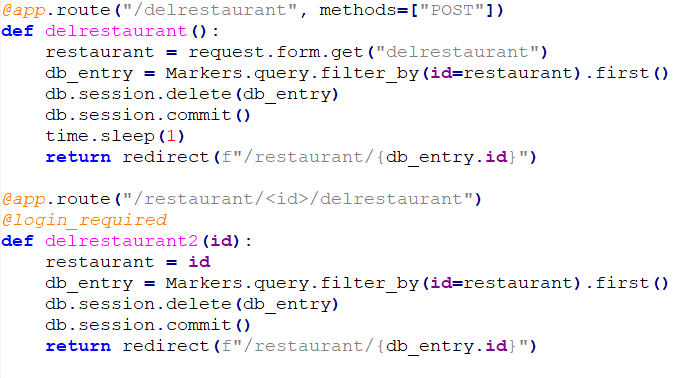 @app.route("/delrestaurant", methods=["POST"])
def delrestaurant():
    restaurant = request.form.get("delrestaurant")
    db_entry = Markers.query.filter_by(id=restaurant).first()
    db.session.delete(db_entry)
    db.session.commit()
    time.sleep(1)
    return redirect(f"/restaurant/{db_entry.id}")

@app.route("/restaurant/<id>/delrestaurant")
@login_required
def delrestaurant2(id):
    restaurant = id
    db_entry = Markers.query.filter_by(id=restaurant).first()
    db.session.delete(db_entry)
    db.session.commit()
    return redirect(f"/restaurant/{db_entry.id}")